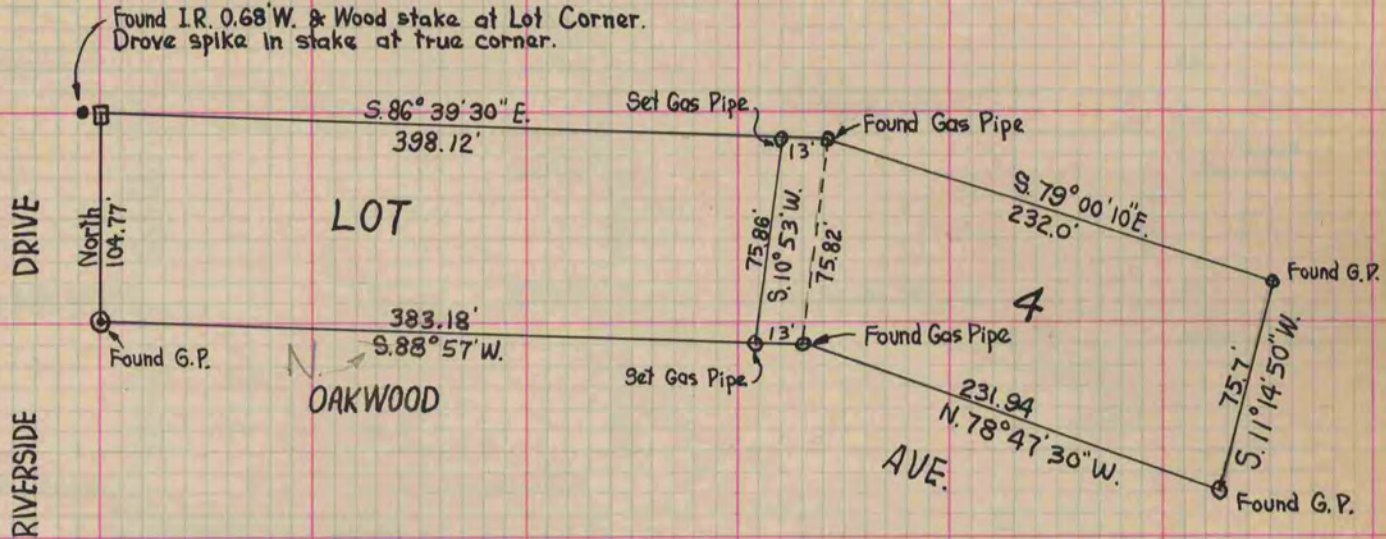 Found I.R. 0.68'W. & Wood stake at Lot Corner.
Drove spike in stake at true corner.
S. 86° 39' 30" E.
398.12'
Set Gas Pipe
Found Gas Pipe
13'
DRIVE
North
104.77'
LOT
75.86'
S. 10° 53' W.
75.82'
S. 79° 00' 10" E.
232.0'
4
Found G.P.
383.18'
N.
S. 88° 57' W.
13'
Found Gas Pipe
Found G.P.
Set Gas Pipe
75.7'
S. 11° 14' 50" W.
OAKWOOD
231.94
N. 78° 47' 30" W.
AVE.
RIVERSIDE
Found G.P.